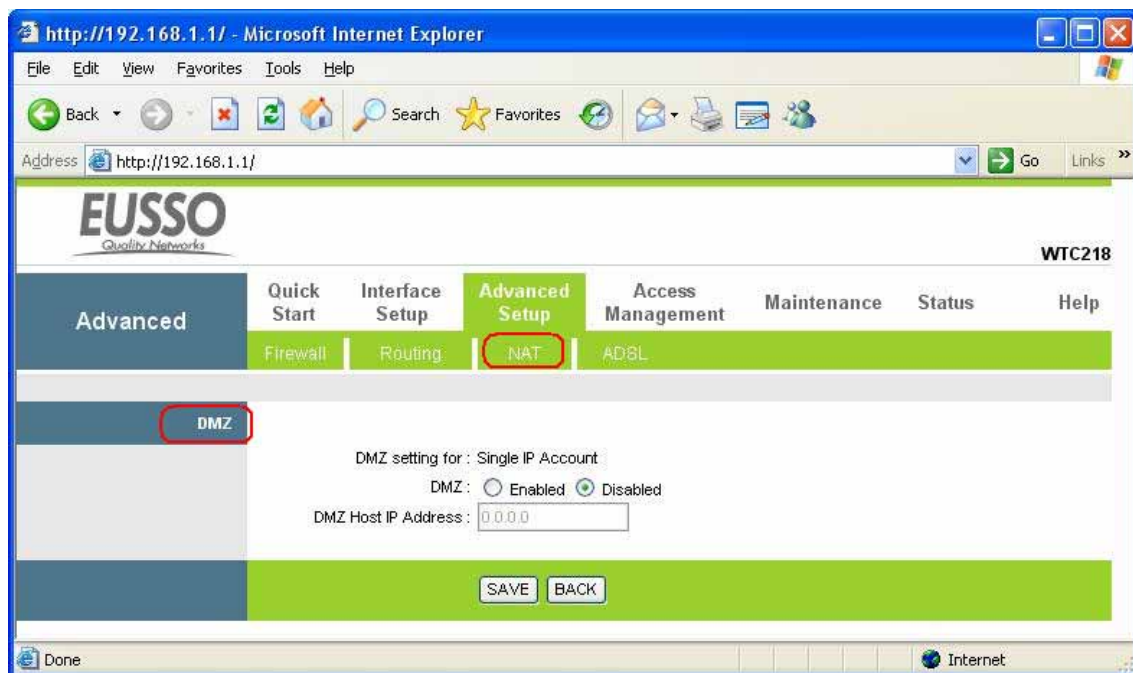 http://192.168.1.1/ - Microsoft Internet Explorer
File Edit View Favorites Tools Help
Back Search Favorites
Address http://192.168.1.1/ Go Links »
EUSSO
Quality Networks
WTC218
Advanced
Quick Start
Interface Setup
Advanced Setup
Access Management
Maintenance
Status
Help
Firewall Routing NAT ADSL
DMZ
DMZ setting for : Single IP Account
DMZ : Enabled Disabled
DMZ Host IP Address : 0.0.0.0
SAVE BACK
Done Internet